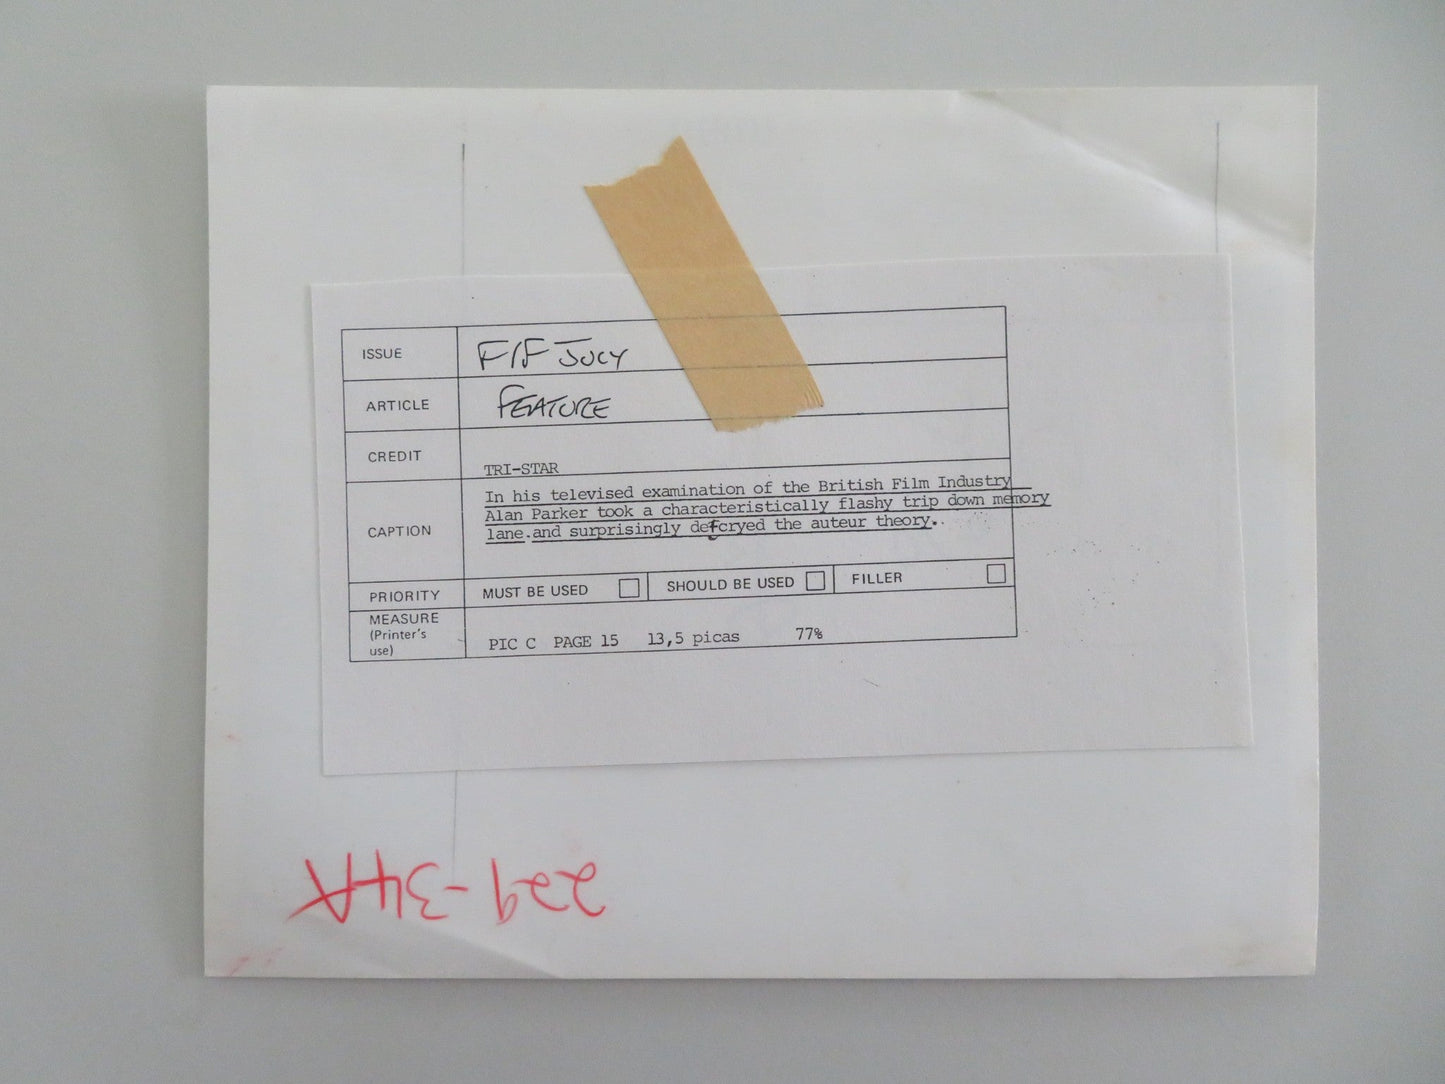 ISSUE F/F JULY
ARTICLE FEATURE
CREDIT TRI-STAR
CAPTION
In his televised examination of the British Film Industry
Alan Parker took a characteristically flashy trip down memory
lane.and surprisingly defcryed the auteur theory.
PRIORITY MUST BE USED SHOULD BE USED FILLER
MEASURE
(Printer's
use)
PIC C PAGE 15 13,5 picas 77%
229-34A